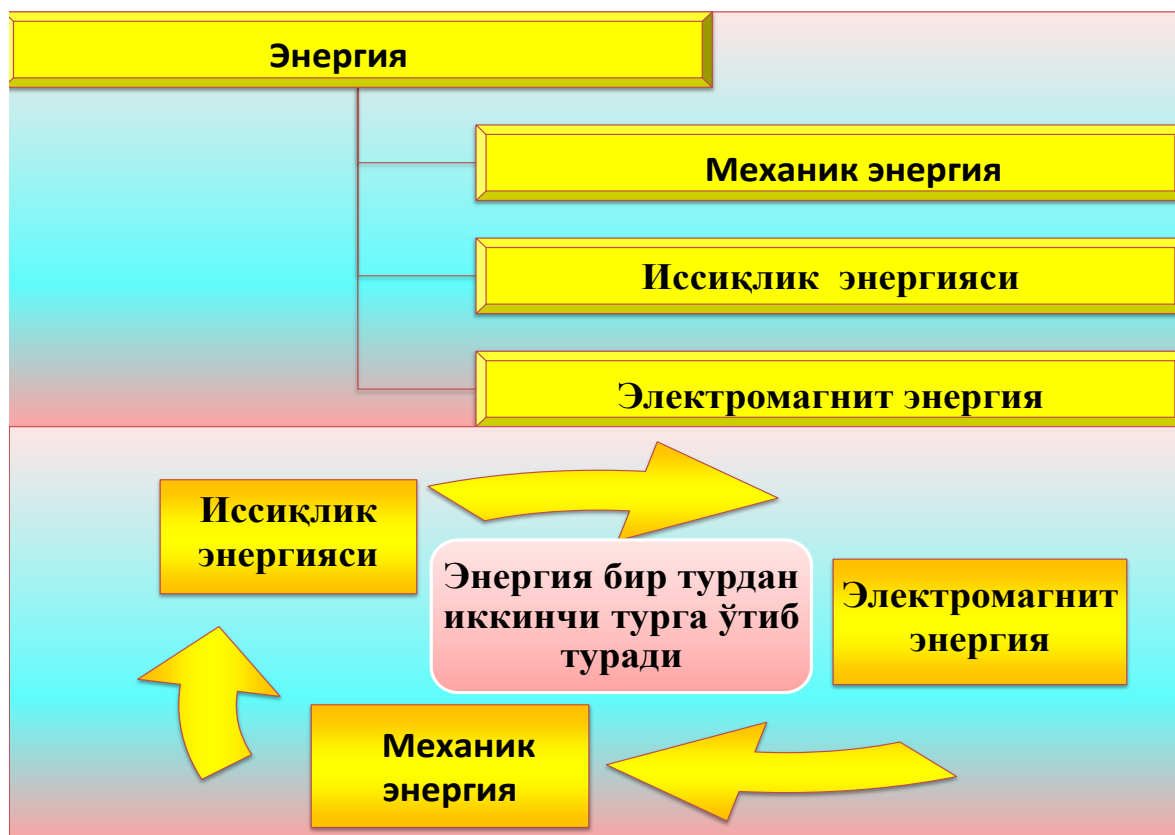 Энергия
Механик энергия
Иссиқлик энергияси
Электромагнит энергия
Иссиқлик
энергияси
Энергия бир турдан
иккинчи турга ўтиб
туради
Электромагнит
энергия
Механик
энергия